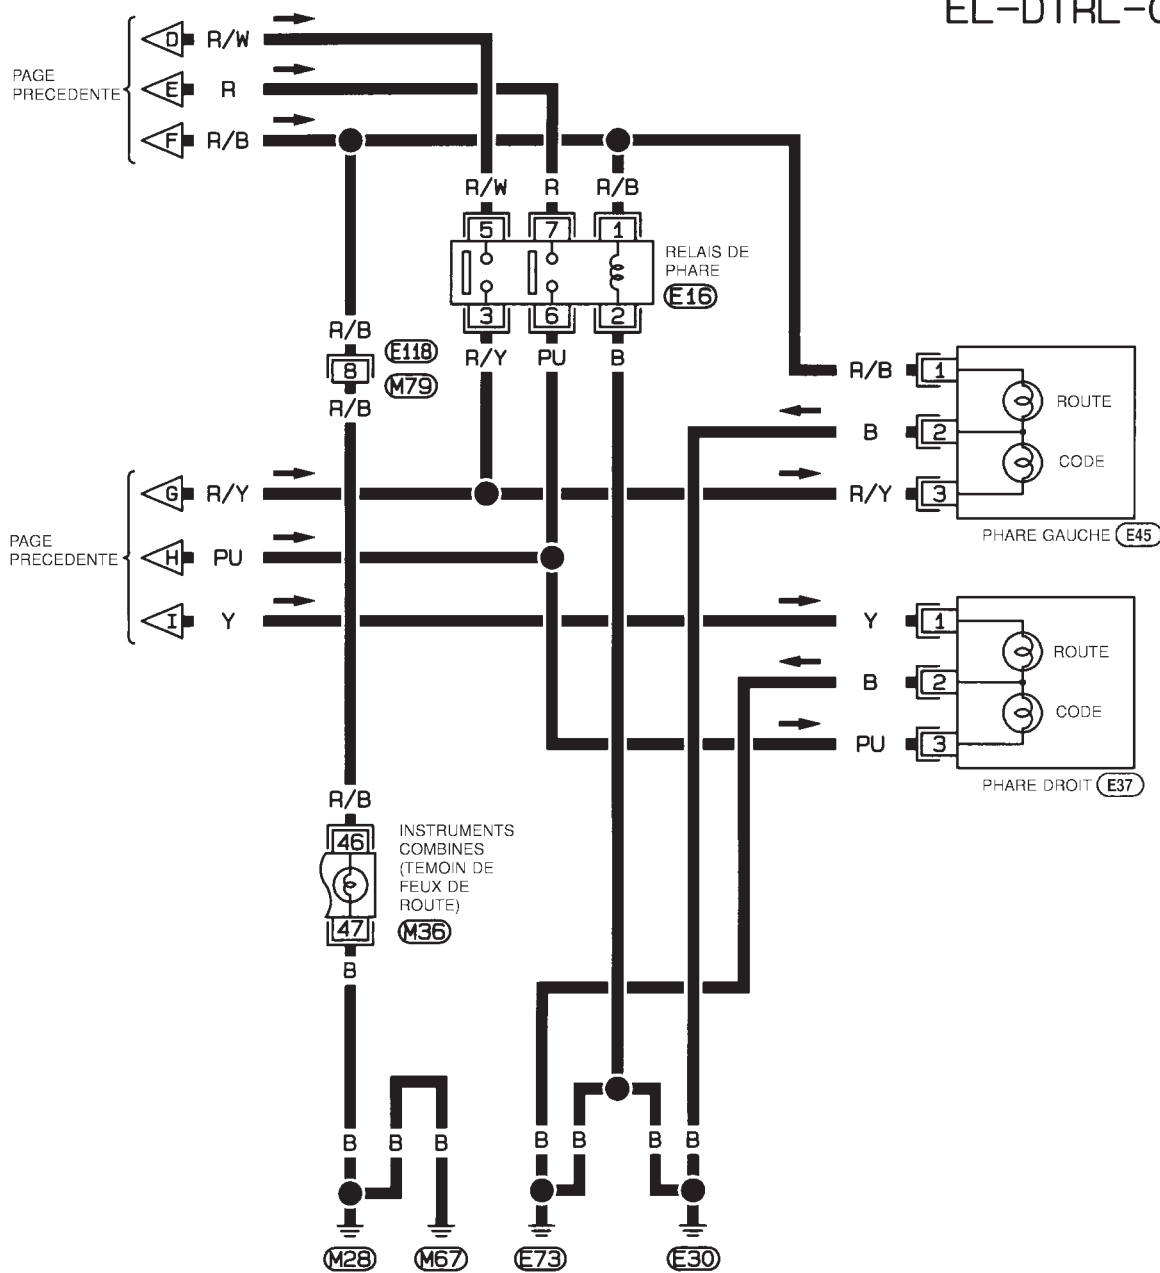 EL-DTRL-
PAGE
PRECEDENTE
D R/W
E R
F R/B
R/W R R/B
5 7 1
RELAIS DE
PHARE
E16
3 6 2
R/Y PU B
R/B
E118
8
M79
R/B
R/B 1
ROUTE
B 2
CODE
R/Y 3
PHARE GAUCHE E45
PAGE
PRECEDENTE
G R/Y
H PU
I Y
Y 1
ROUTE
B 2
CODE
PU 3
PHARE DROIT E37
R/B
46
INSTRUMENTS
COMBINES
(TEMOIN DE
FEUX DE
ROUTE)
47
M36
B
B B B B B B B
M28 M67 E73 E30